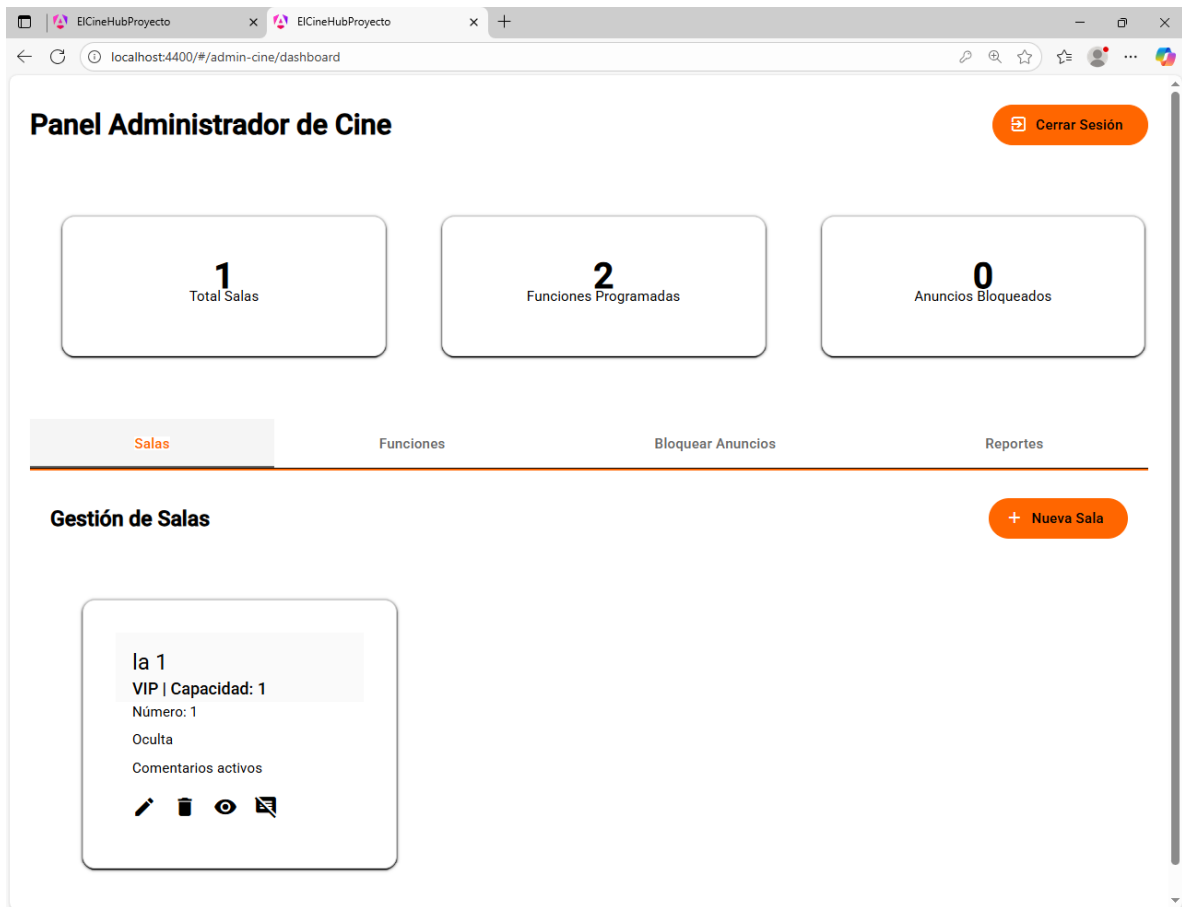 ElCineHubProyecto
ElCineHubProyecto
localhost:4400/#/admin-cine/dashboard
Panel Administrador de Cine
Cerrar Sesión
1
Total Salas
2
Funciones Programadas
0
Anuncios Bloqueados
Salas
Funciones
Bloquear Anuncios
Reportes
Gestión de Salas
+ Nueva Sala
la 1
VIP | Capacidad: 1
Número: 1
Oculta
Comentarios activos